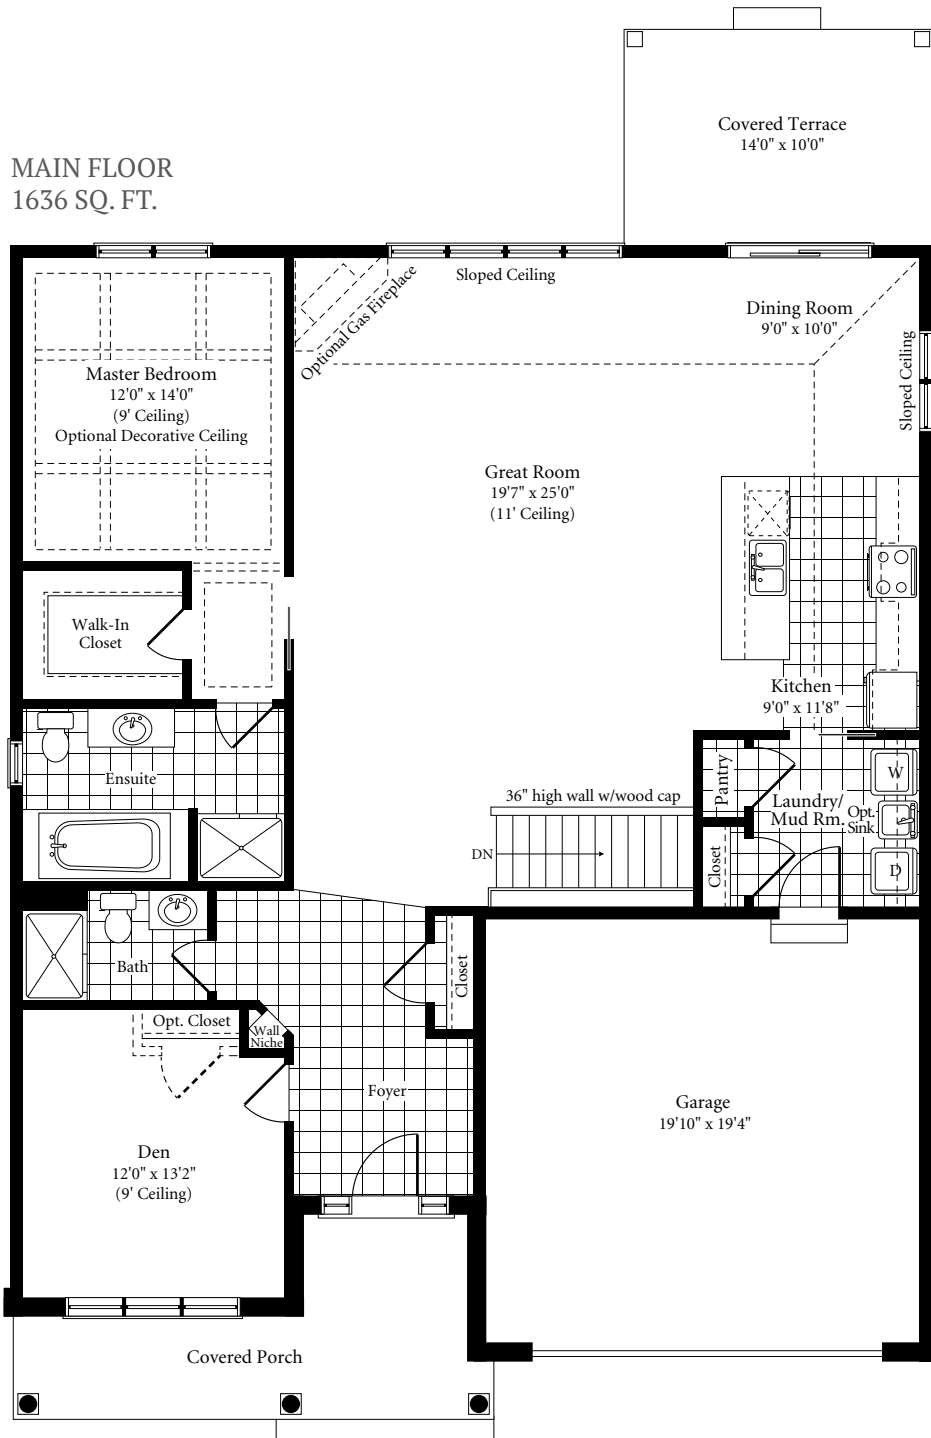 Covered Terrace
14'0" x 10'0"
MAIN FLOOR
1636 SQ. FT.
Sloped Ceiling
Optional Gas Fireplace
Dining Room
9'0" x 10'0"
Sloped Ceiling
Master Bedroom
12'0" x 14'0"
(9' Ceiling)
Optional Decorative Ceiling
Great Room
19'7" x 25'0"
(11' Ceiling)
Walk-In
Closet
Kitchen
9'0" x 11'8"
Ensuite
Pantry
W
36" high wall w/wood cap
Laundry/
Mud Rm.
Opt.
Sink
DN
Closet
D
Bath
Closet
Opt. Closet
Wall
Niche
Foyer
Garage
19'10" x 19'4"
Den
12'0" x 13'2"
(9' Ceiling)
Covered Porch